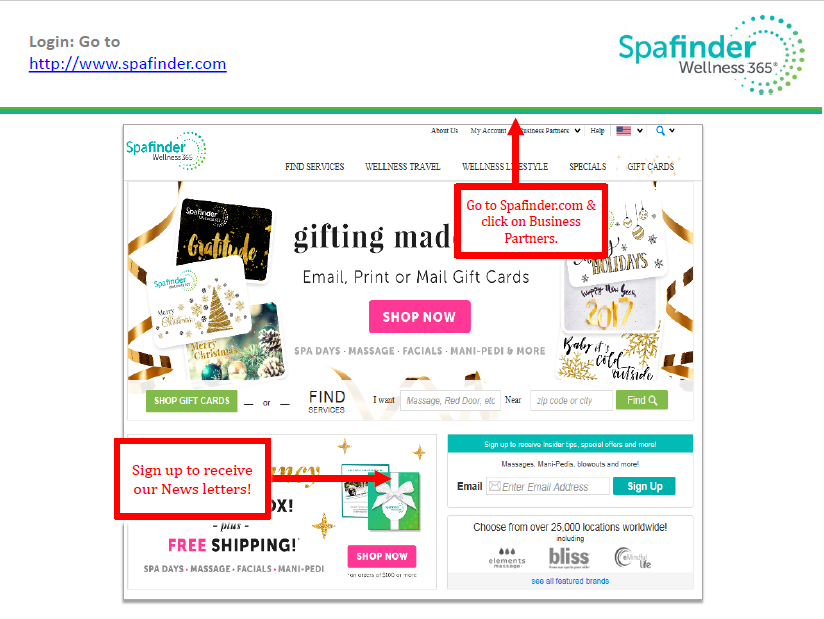 Login: Go to
http://www.spafinder.com
Spafinder
Wellness 365®
About Us My Account Business Partners Help
Spafinder
Wellness 365
FIND SERVICES WELLNESS TRAVEL WELLNESS LIFESTYLE SPECIALS GIFT CARDS
Go to Spafinder.com &
click on Business
Partners.
Spafinder
Wellness 365
Gratitude
gifting mad
HOLIDAYS
Email, Print or Mail Gift Cards
Spafinder
Merry
Christmas
Happy New Year
2017
SHOP NOW
Merry
Christmas
SPA DAYS · MASSAGE · FACIALS · MANI-PEDI & MORE
Baby it's
cold
outside
SHOP GIFT CARDS — or — FIND
SERVICES
I want Massage, Red Door, etc Near zip code or city Find
Sign up to receive
our News letters!
ncy
OX!
- plus -
FREE SHIPPING!
SHOP NOW
SPA DAYS · MASSAGE · FACIALS · MANI-PEDI
*on orders of $100 or more
Sign up to receive Insider tips, special offers and more!
Massages, Mani-Pedis, blowouts and more!
Email Enter Email Address Sign Up
Choose from over 25,000 locations worldwide!
including
elements
massage
bliss
eMindful
life
see all featured brands